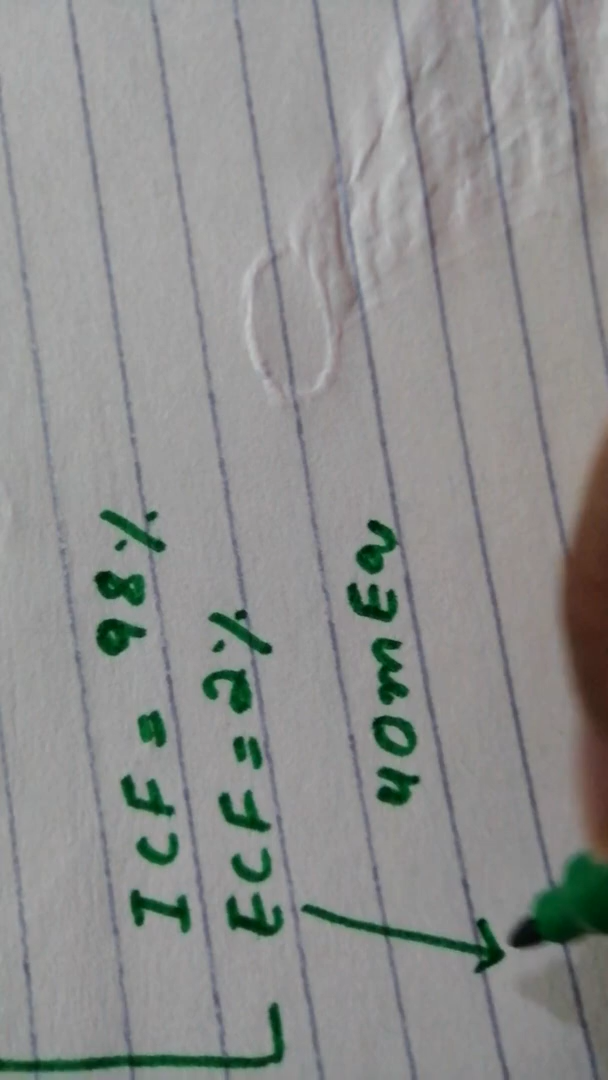 ICF = 98%
ECF = 2%
40mEq